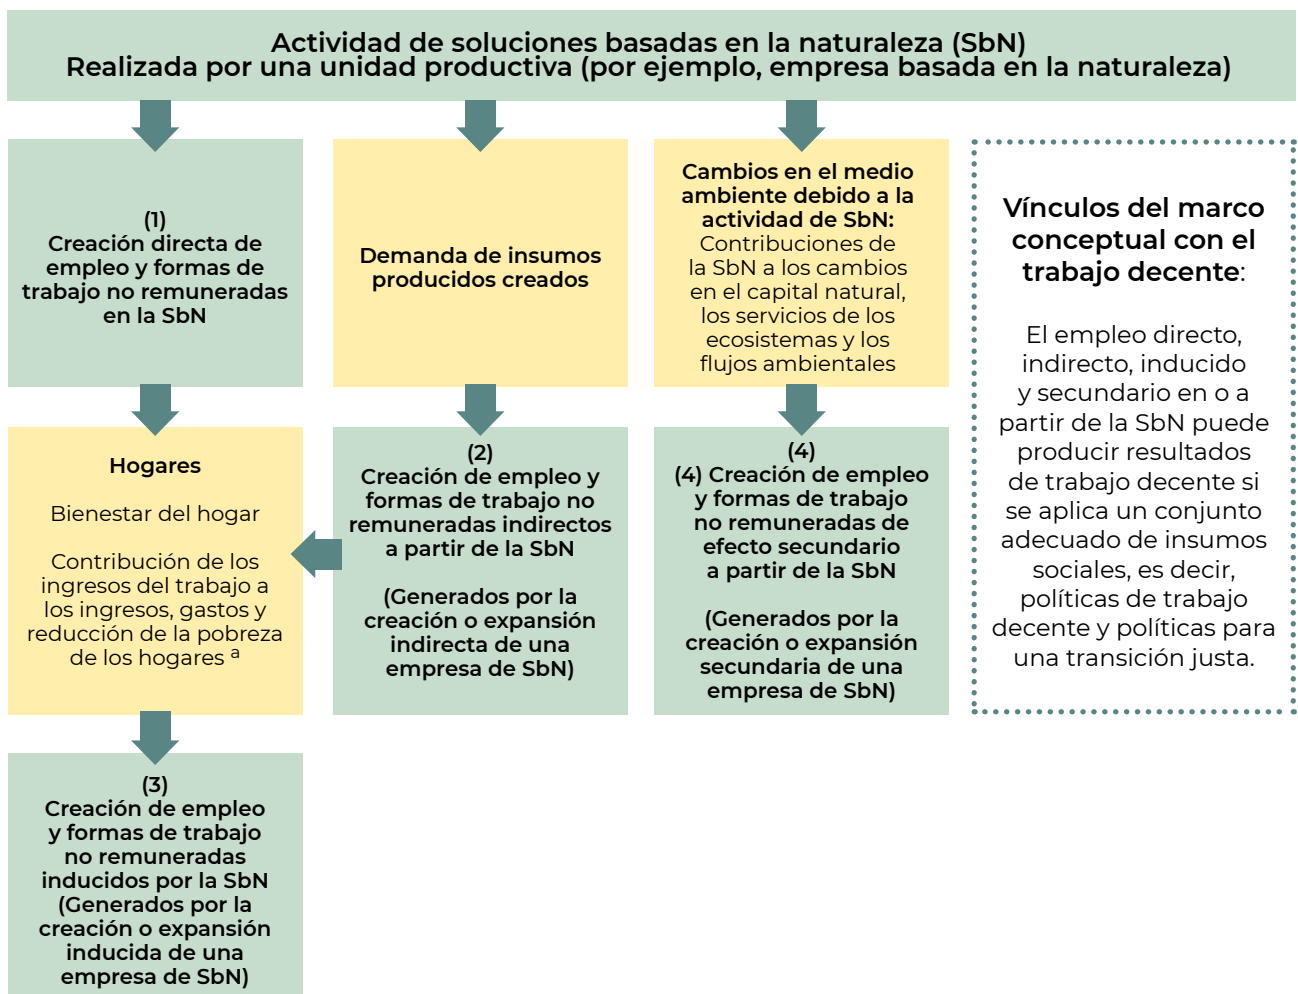 Actividad de soluciones basadas en la naturaleza (SbN)
Realizada por una unidad productiva (por ejemplo, empresa basada en la naturaleza)
(1)
Creación directa de
empleo y formas de
trabajo no remuneradas
en la SbN
Demanda de insumos
producidos creados
Cambios en el medio
ambiente debido a la
actividad de SbN:
Contribuciones de
la SbN a los cambios
en el capital natural,
los servicios de los
ecosistemas y los
flujos ambientales
Hogares
Bienestar del hogar
Contribución de los
ingresos del trabajo a
los ingresos, gastos y
reducción de la pobreza
de los hogares a
(2)
Creación de empleo y
formas de trabajo no
remuneradas indirectos
a partir de la SbN
(Generados por la
creación o expansión
indirecta de una
empresa de SbN)
(4)
(4) Creación de empleo
y formas de trabajo
no remuneradas de
efecto secundario
a partir de la SbN
(Generados por la
creación o expansión
secundaria de una
empresa de SbN)
(3)
Creación de empleo
y formas de trabajo
no remuneradas
inducidos por la SbN
(Generados por la
creación o expansión
inducida de una
empresa de SbN)
Vínculos del marco
conceptual con el
trabajo decente:
El empleo directo,
indirecto, inducido
y secundario en o a
partir de la SbN puede
producir resultados
de trabajo decente si
se aplica un conjunto
adecuado de insumos
sociales, es decir,
políticas de trabajo
decente y políticas para
una transición justa.